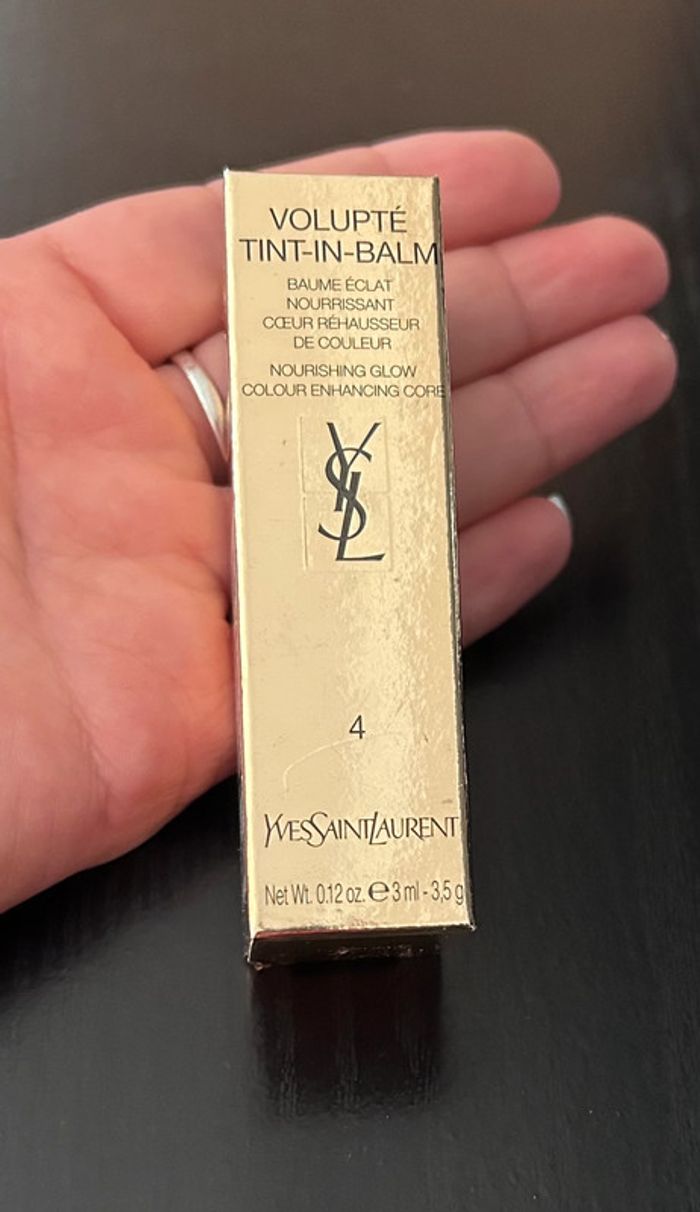 VOLUPTÉ
TINT-IN-BALM
BAUME ÉCLAT
NOURRISSANT
CŒUR RÉHAUSSEUR
DE COULEUR
NOURISHING GLOW
COLOUR ENHANCING CORE
YSL
4
YVESSAINTLAURENT
Net Wt. 0.12 oz. ℮ 3 ml - 3,5 g